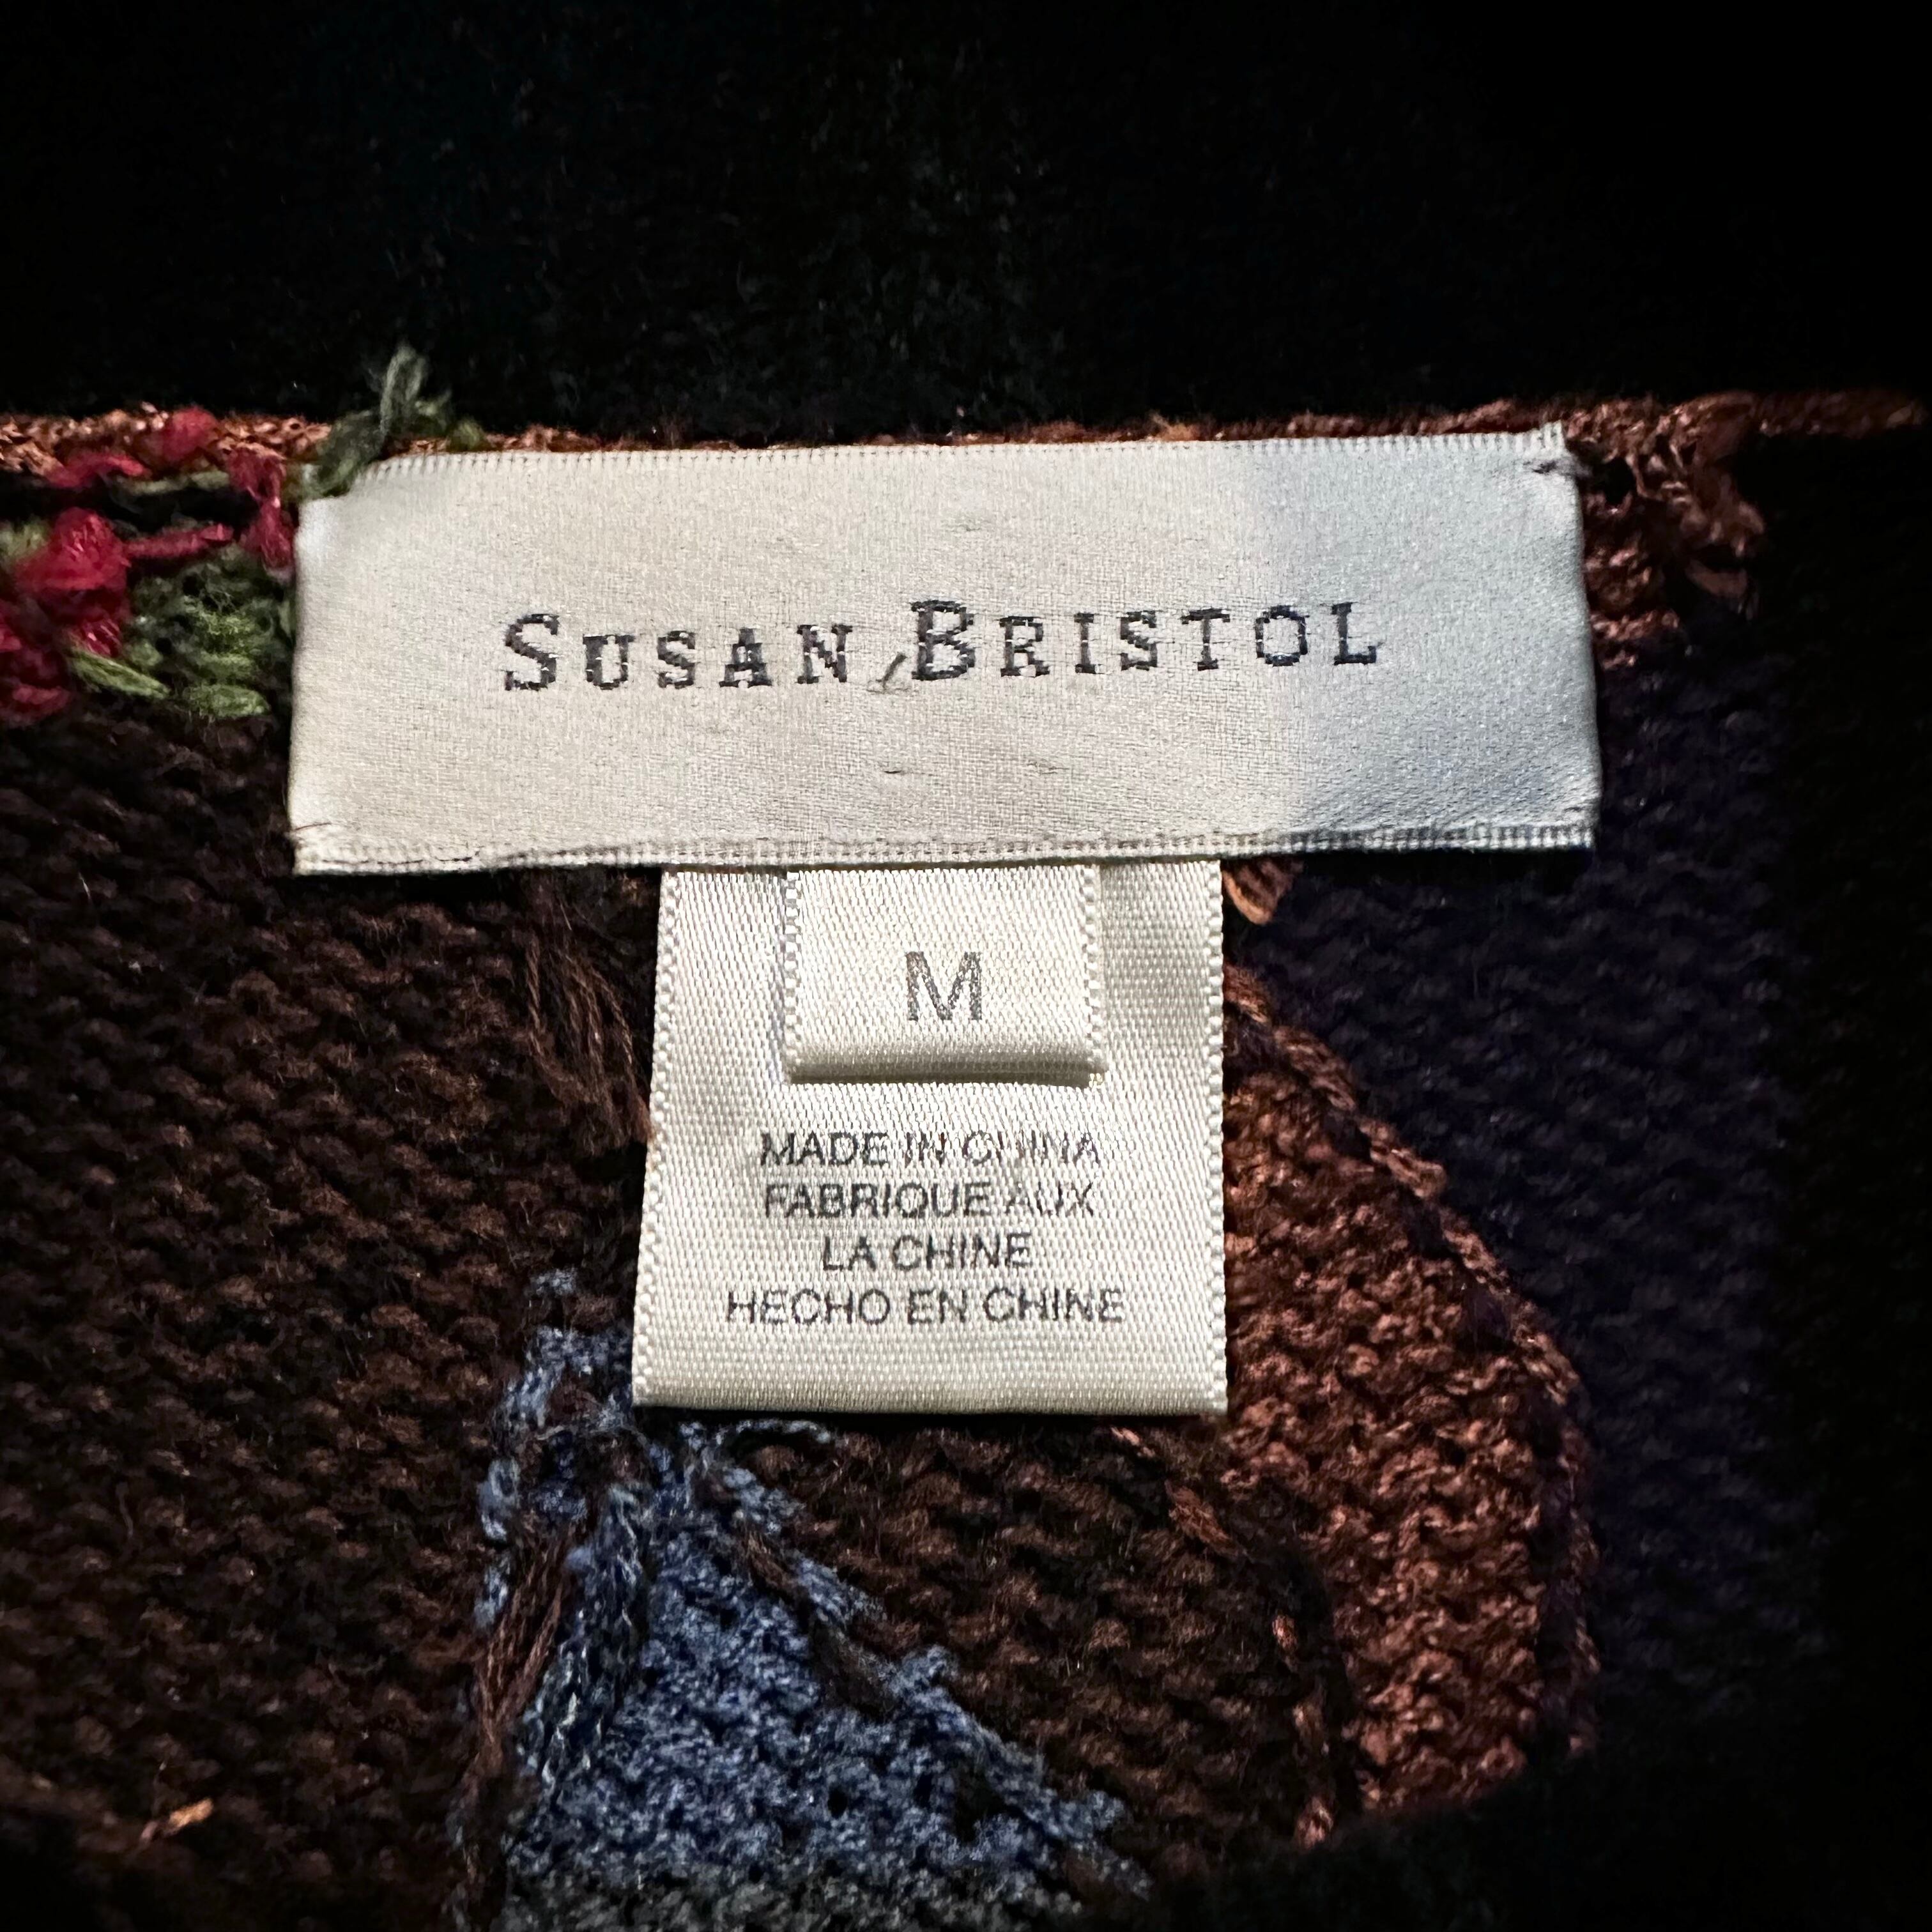 SUSAN BRISTOL
M
MADE IN CHINA
FABRIQUE AUX
LA CHINE
HECHO EN CHINE